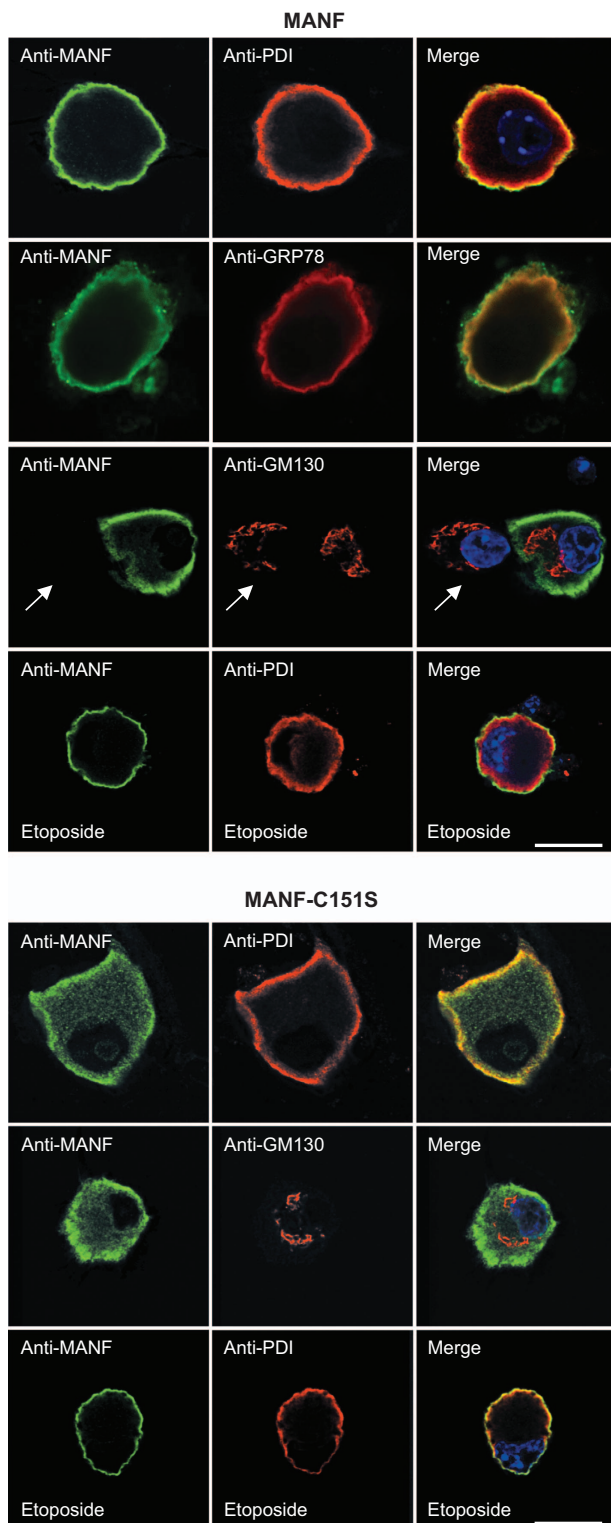 MANF
Anti-MANF Anti-PDI Merge
Anti-MANF Anti-GRP78 Merge
Anti-MANF Anti-GM130 Merge
Anti-MANF Anti-PDI Merge
Etoposide Etoposide Etoposide
MANF-C151S
Anti-MANF Anti-PDI Merge
Anti-MANF Anti-GM130 Merge
Anti-MANF Anti-PDI Merge
Etoposide Etoposide Etoposide